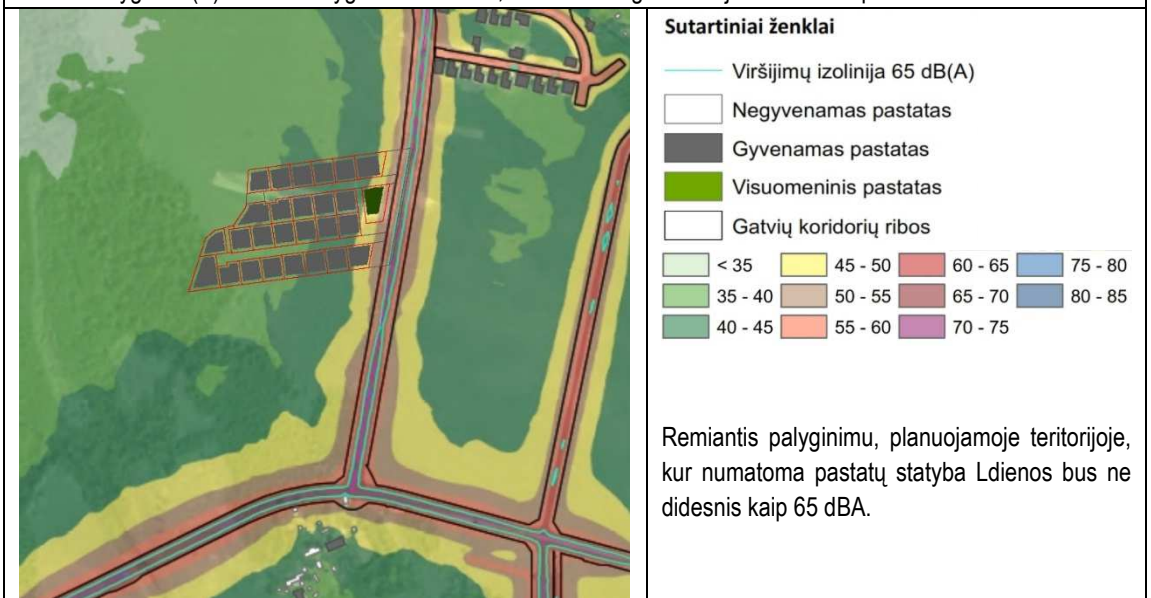 Sutartiniai ženklai
Viršijimų izolinija 65 dB(A)
Negyvenamas pastatas
Gyvenamas pastatas
Visuomeninis pastatas
Gatvių koridorių ribos
< 35 45 - 50 60 - 65 75 - 80
35 - 40 50 - 55 65 - 70 80 - 85
40 - 45 55 - 60 70 - 75
Remiantis palyginimu, planuojamoje teritorijoje,
kur numatoma pastatų statyba Ldienos bus ne
didesnis kaip 65 dBA.